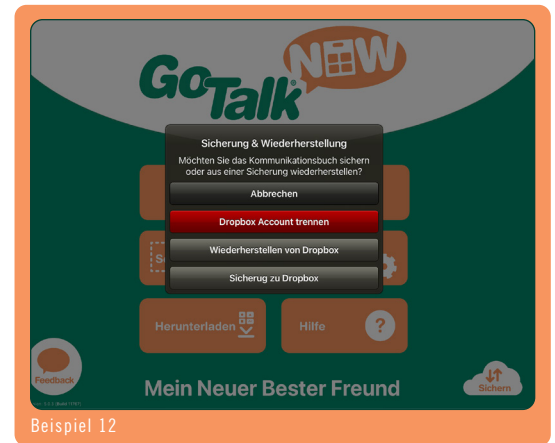 GoTalk NOW
Sicherung & Wiederherstellung
Möchten Sie das Kommunikationsbuch sichern
oder aus einer Sicherung wiederherstellen?
Abbrechen
Dropbox Account trennen
Wiederherstellen von Dropbox
Sicherug zu Dropbox
Herunterladen
Hilfe
?
Feedback
Mein Neuer Bester Freund
Sichern
Beispiel 12